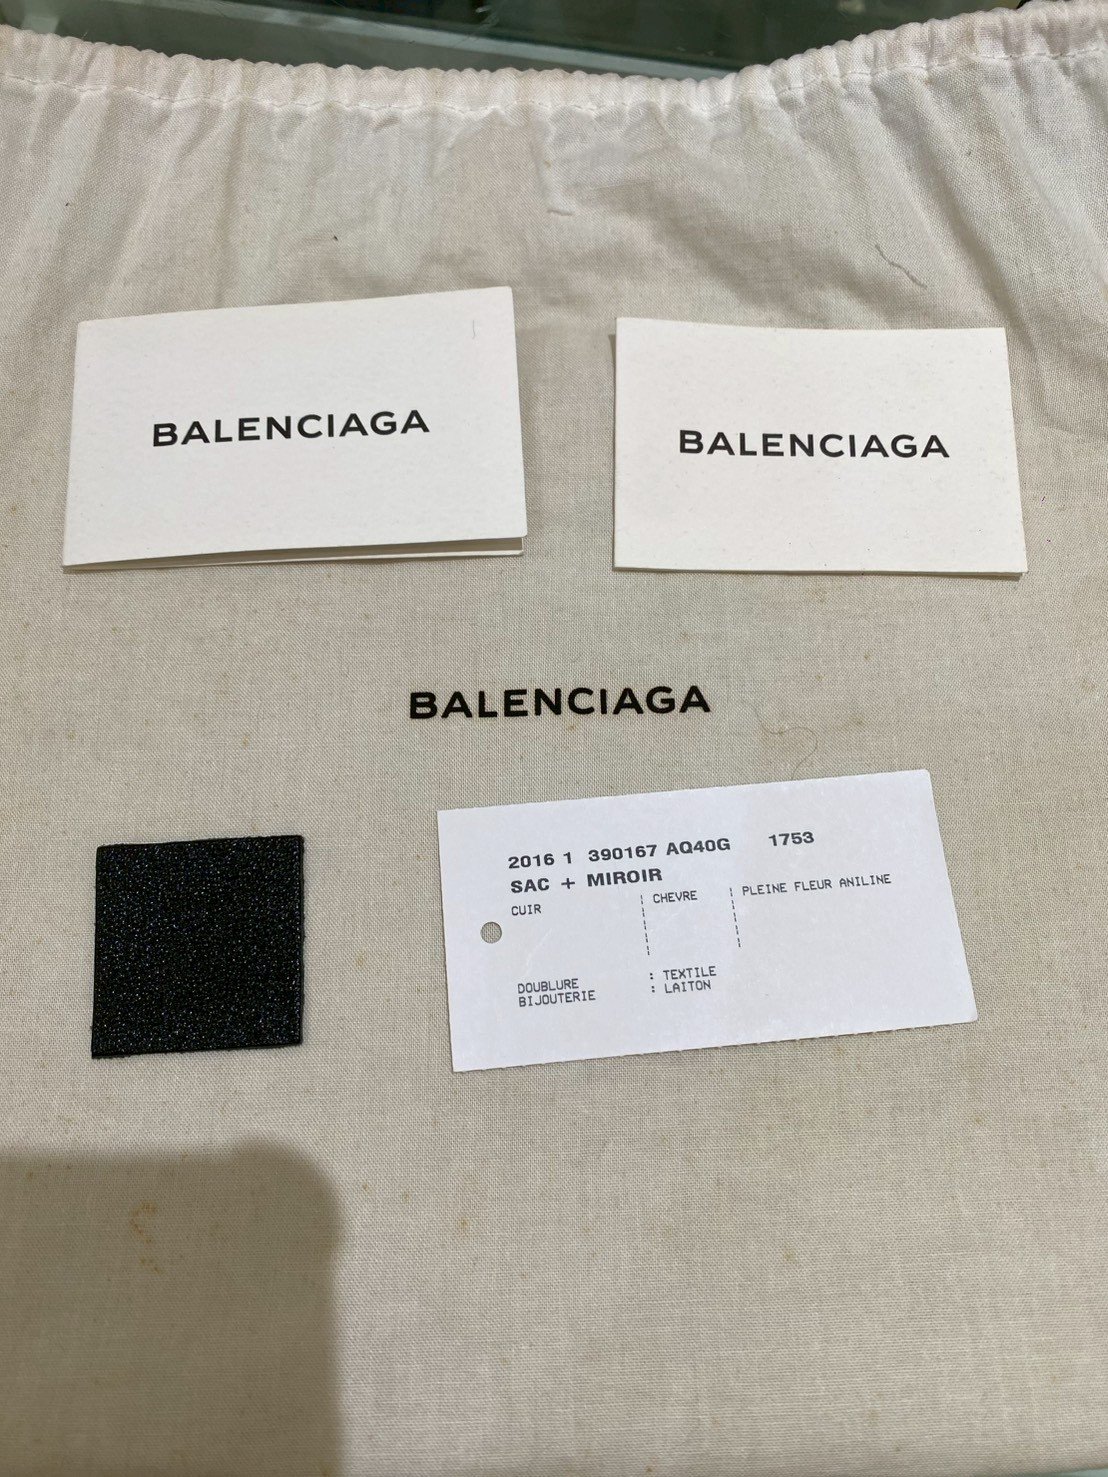 BALENCIAGA
BALENCIAGA
BALENCIAGA
2016 1 390167 AQ40G 1753
SAC + MIROIR
CUIR ¦ CHEVRE ¦ PLEINE FLEUR ANILINE
DOUBLURE : TEXTILE
BIJOUTERIE : LAITON